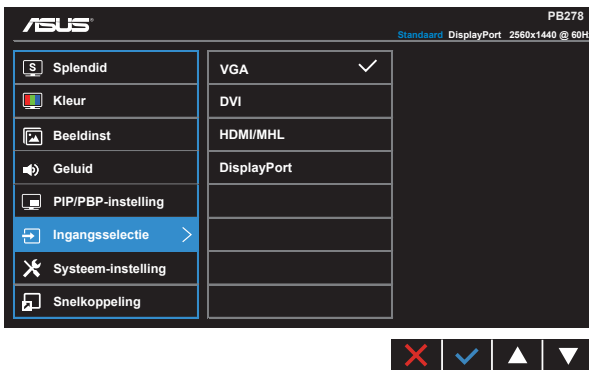 ASUS
PB278
Standaard DisplayPort 2560x1440 @ 60H
S Splendid
Kleur
Beeldinst
Geluid
PIP/PBP-instelling
Ingangsselectie
Systeem-instelling
Snelkoppeling
VGA
DVI
HDMI/MHL
DisplayPort